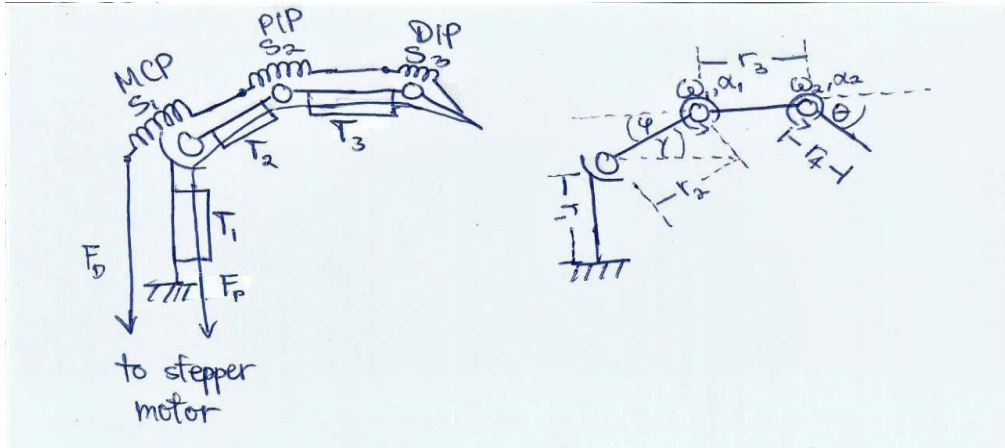 MCP
S1
PIP
S2
DIP
S3
T2
T3
T1
FD
FP
to stepper
motor
r3
ω1, α1
ω2, α2
φ
γ
θ
r2
r4